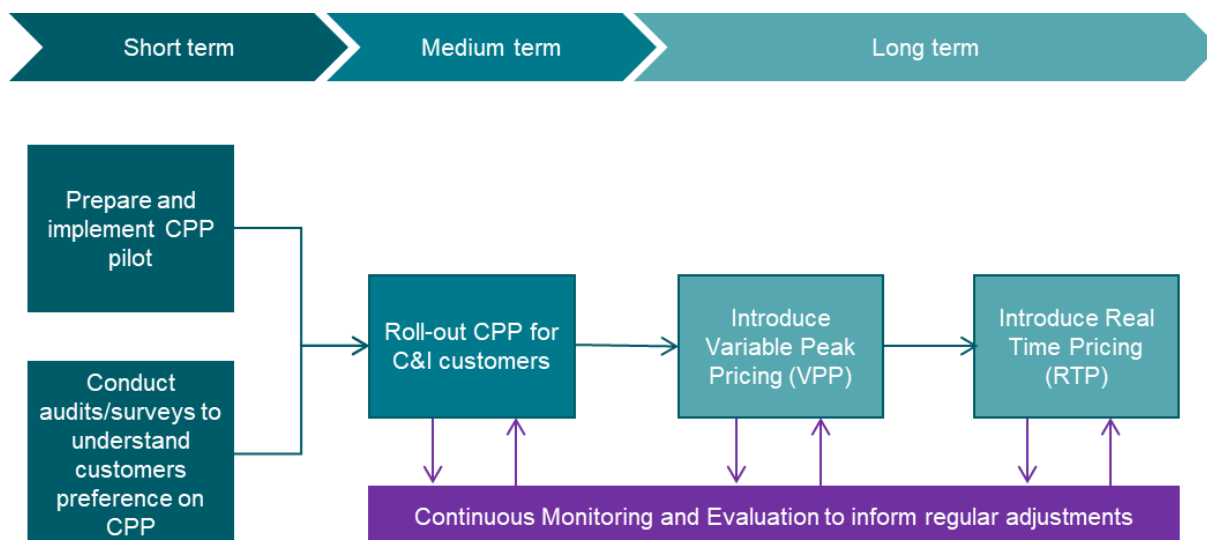 Short term
Medium term
Long term
Prepare and
implement CPP
pilot
Conduct
audits/surveys to
understand
customers
preference on
CPP
Roll-out CPP for
C&I customers
Introduce
Variable Peak
Pricing (VPP)
Introduce Real
Time Pricing
(RTP)
Continuous Monitoring and Evaluation to inform regular adjustments